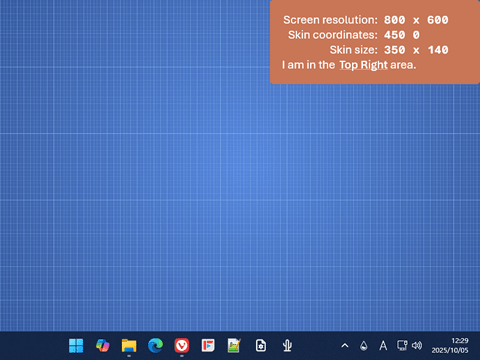 Screen resolution: 800 x 600
Skin coordinates: 450 0
Skin size: 350 x 140
I am in the Top Right area.
A
12:29
2025/10/05